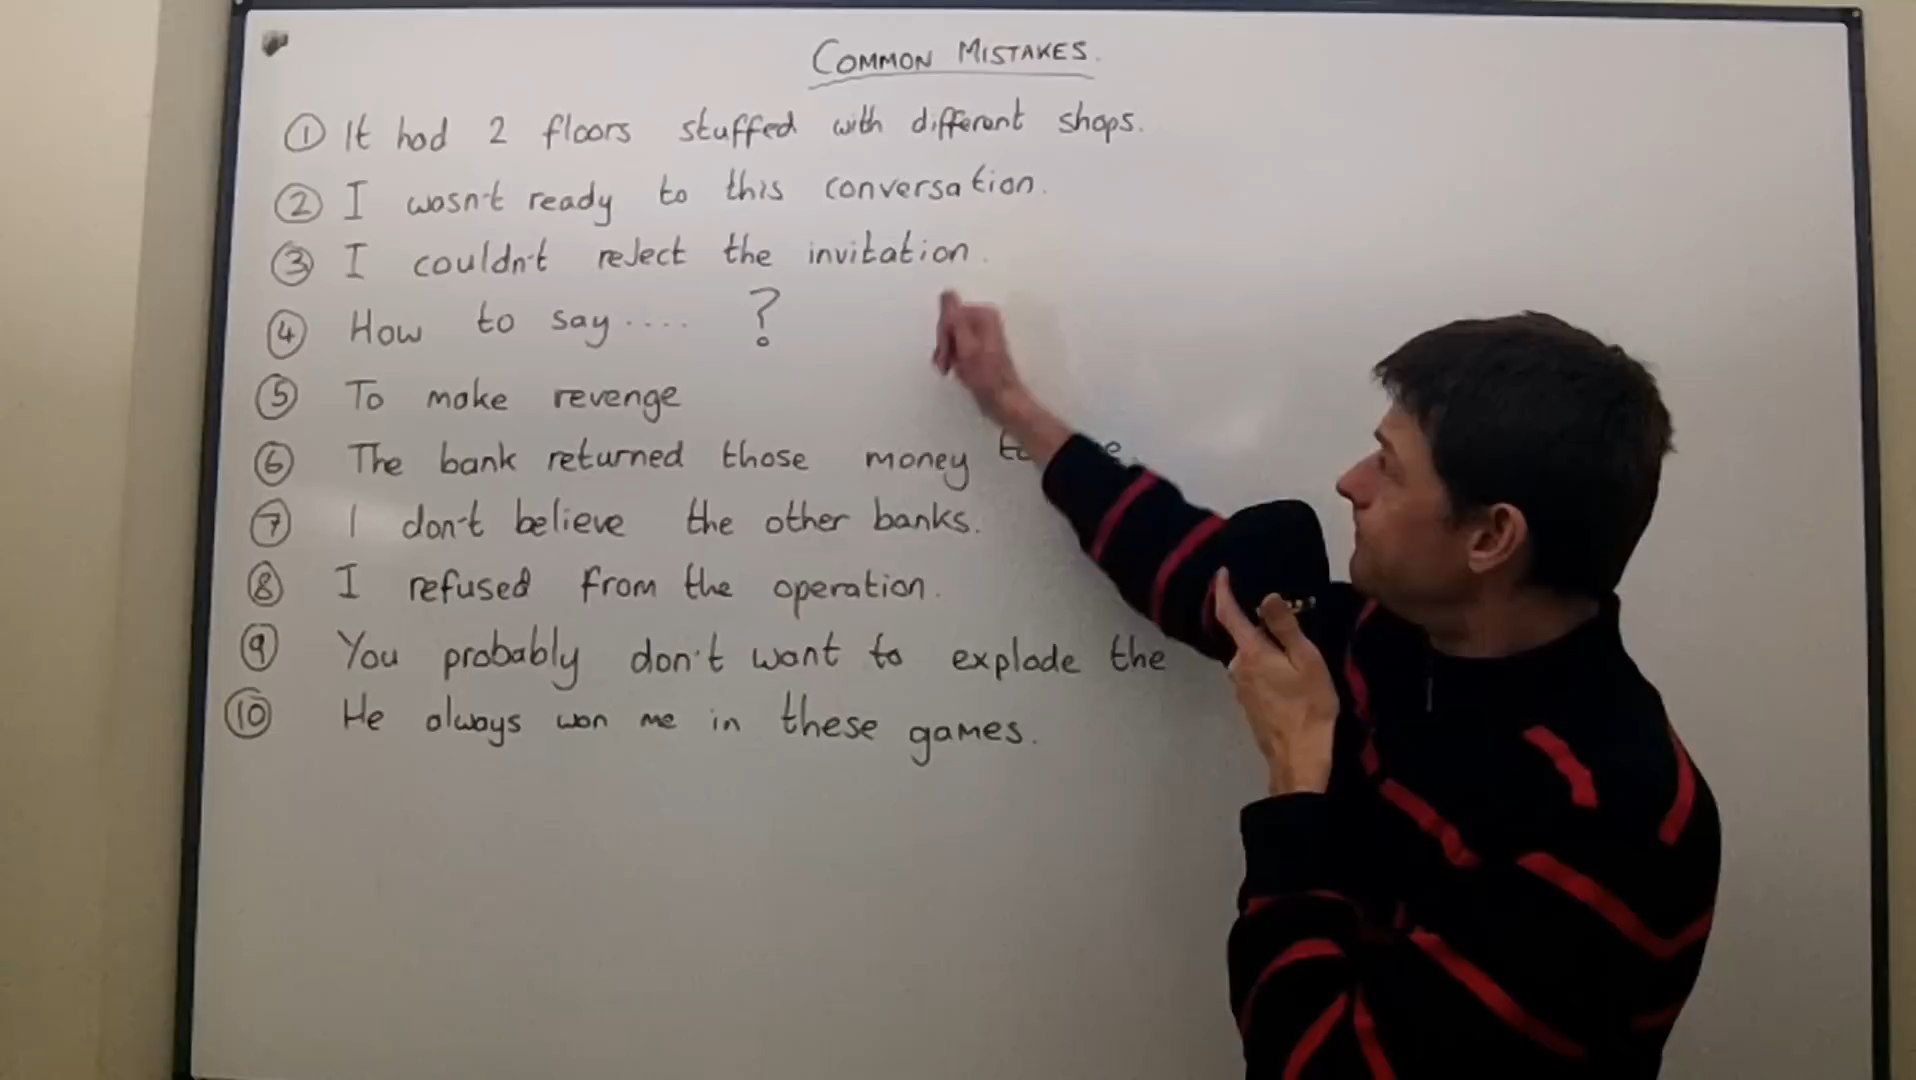 COMMON MISTAKES.
① It had 2 floors stuffed with different shops.
② I wasn't ready to this conversation.
③ I couldn't reject the invitation.
④ How to say.... ?
⑤ To make revenge
⑥ The bank returned those money
⑦ I don't believe the other banks.
⑧ I refused from the operation.
⑨ You probably don't want to explode the
⑩ He always won me in these games.